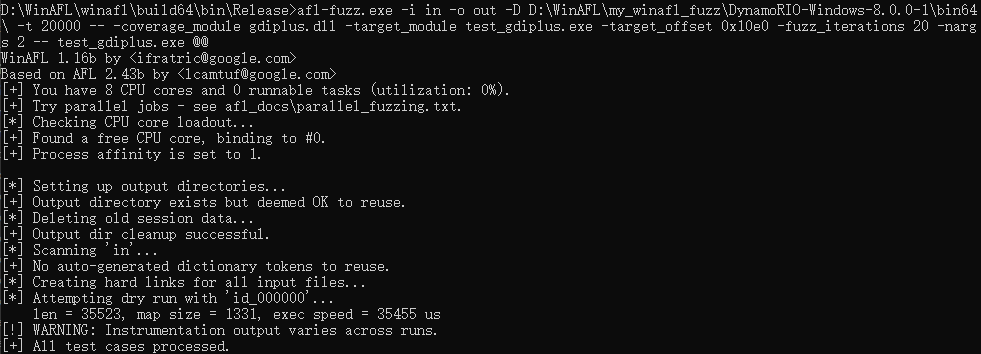 D:\WinAFL\winafl\build64\bin\Release>afl-fuzz.exe -i in -o out -D D:\WinAFL\my_winafl_fuzz\DynamoRIO-Windows-8.0.0-1\bin64
\ -t 20000 -- -coverage_module gdiplus.dll -target_module test_gdiplus.exe -target_offset 0x10e0 -fuzz_iterations 20 -narg
s 2 -- test_gdiplus.exe @@
WinAFL 1.16b by <ifratric@google.com>
Based on AFL 2.43b by <lcamtuf@google.com>
[+] You have 8 CPU cores and 0 runnable tasks (utilization: 0%).
[+] Try parallel jobs - see afl_docs\parallel_fuzzing.txt.
[*] Checking CPU core loadout...
[+] Found a free CPU core, binding to #0.
[+] Process affinity is set to 1.
[*] Setting up output directories...
[+] Output directory exists but deemed OK to reuse.
[*] Deleting old session data...
[+] Output dir cleanup successful.
[*] Scanning 'in'...
[+] No auto-generated dictionary tokens to reuse.
[*] Creating hard links for all input files...
[*] Attempting dry run with 'id_000000'...
len = 35523, map size = 1331, exec speed = 35455 us
[!] WARNING: Instrumentation output varies across runs.
[+] All test cases processed.